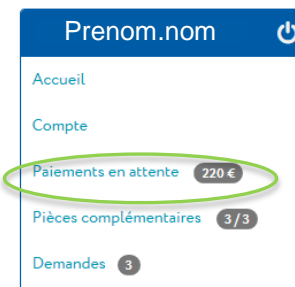 Prenom.nom
Accueil
Compte
Paiements en attente 220 €
Pièces complémentaires 3 / 3
Demandes 3